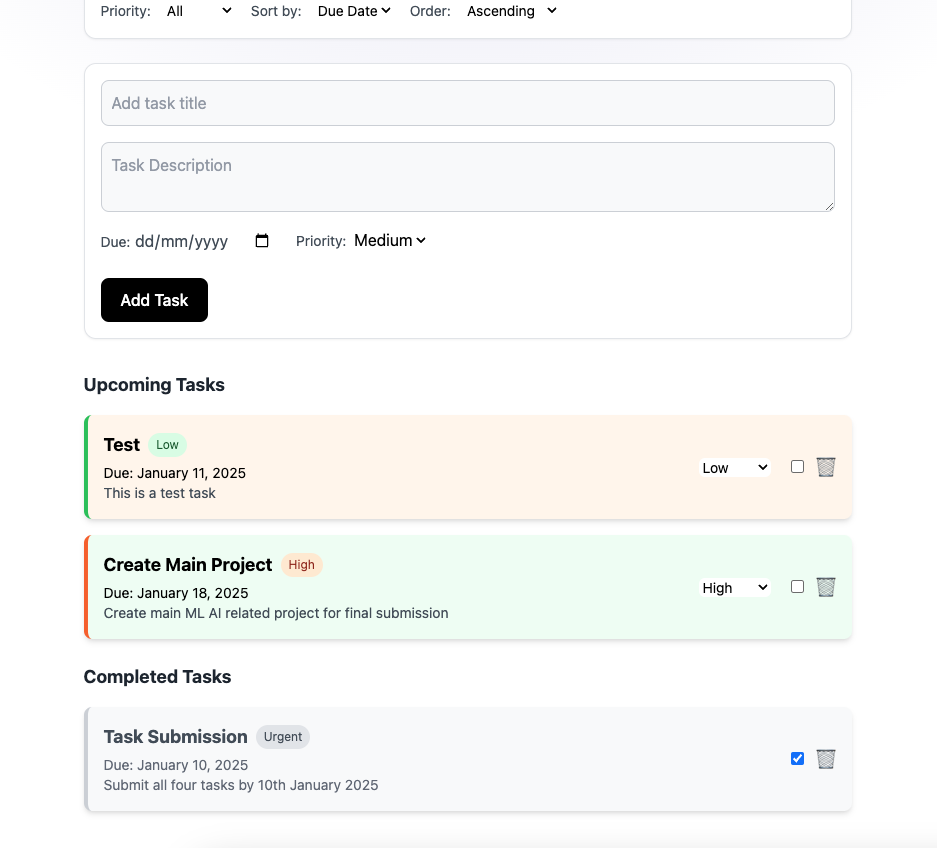 Priority: All Sort by: Due Date Order: Ascending
Add task title
Task Description
Due: dd/mm/yyyy Priority: Medium
Add Task
Upcoming Tasks
Test Low
Due: January 11, 2025
This is a test task
Low
Create Main Project High
Due: January 18, 2025
Create main ML AI related project for final submission
High
Completed Tasks
Task Submission Urgent
Due: January 10, 2025
Submit all four tasks by 10th January 2025